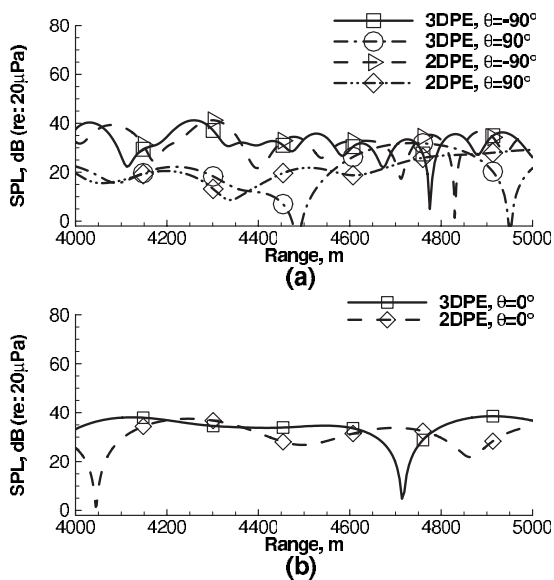 80
60
40
20
0
SPL, dB (re: 20μPa)
3DPE, θ=-90°
3DPE, θ=90°
2DPE, θ=-90°
2DPE, θ=90°
4000 4200 4400 4600 4800 5000
Range, m
(a)
80
60
40
20
0
SPL, dB (re: 20μPa)
3DPE, θ=0°
2DPE, θ=0°
4000 4200 4400 4600 4800 5000
Range, m
(b)